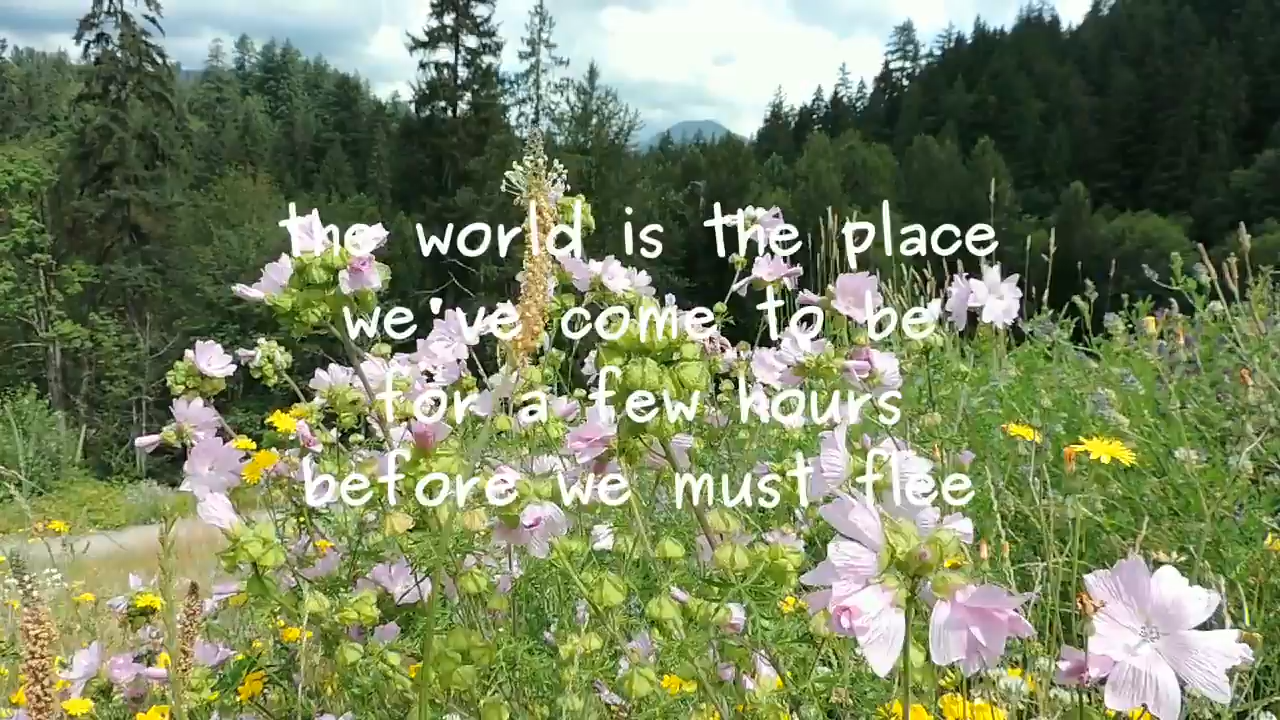 the world is the place
we've come to be
for a few hours
before we must flee